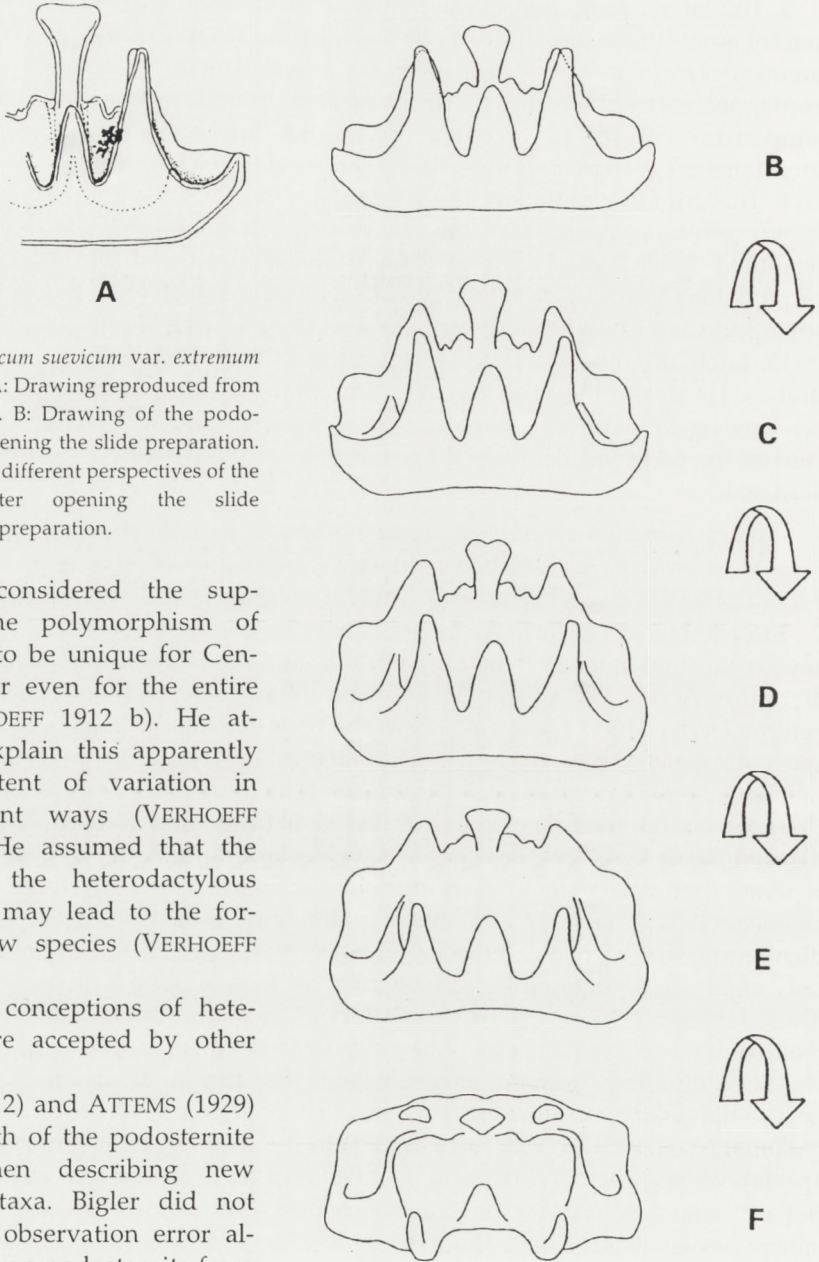 A
cum suevicum var. extremum
.: Drawing reproduced from
. B: Drawing of the podo-
ening the slide preparation.
different perspectives of the
ter opening the slide
preparation.
considered the sup-
ne polymorphism of
to be unique for Cen-
r even for the entire
OEFF 1912 b). He at-
xplain this apparently
tent of variation in
nt ways (VERHOEFF
He assumed that the
the heterodactylous
may lead to the for-
w species (VERHOEFF
conceptions of hete-
re accepted by other
2) and ATTEMS (1929)
th of the podosternite
hen describing new
taxa. Bigler did not
observation error al-
B
C
D
E
F